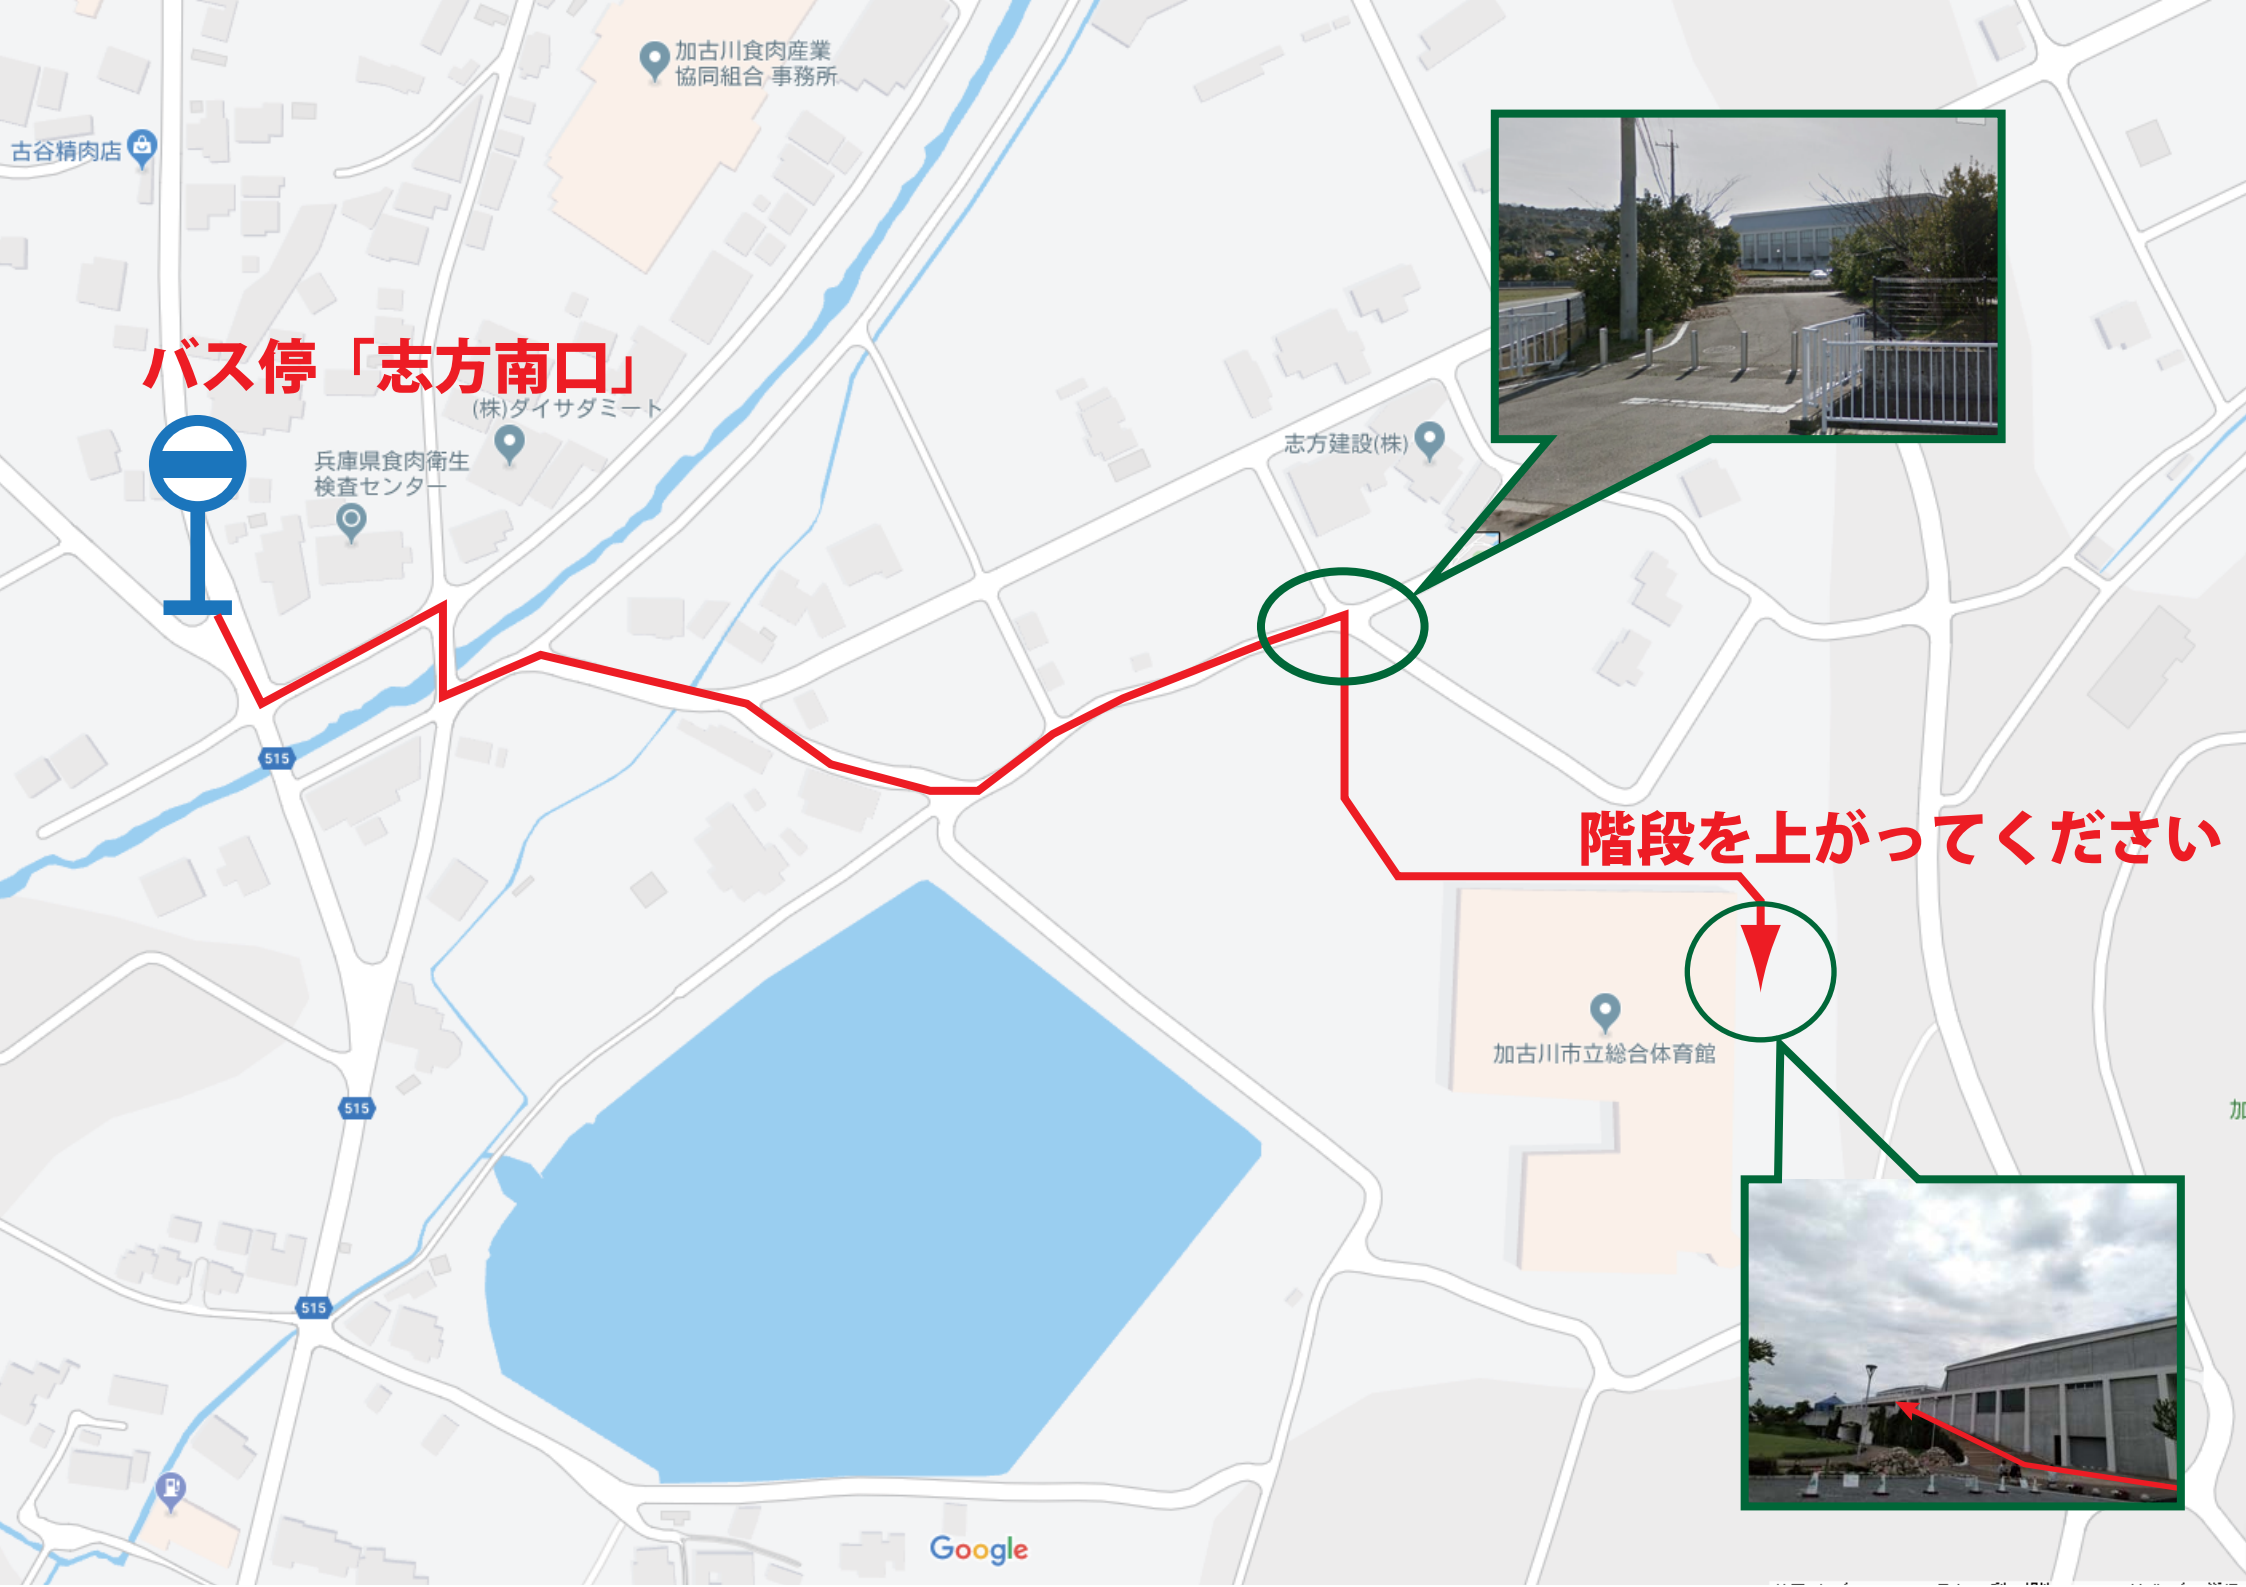 加古川食肉産業
協同組合 事務所
古谷精肉店
バス停「志方南口」
(株)ダイサダミート
兵庫県食肉衛生
検査センター
志方建設(株)
515
階段を上がってください
加古川市立総合体育館
515
加
515
Google